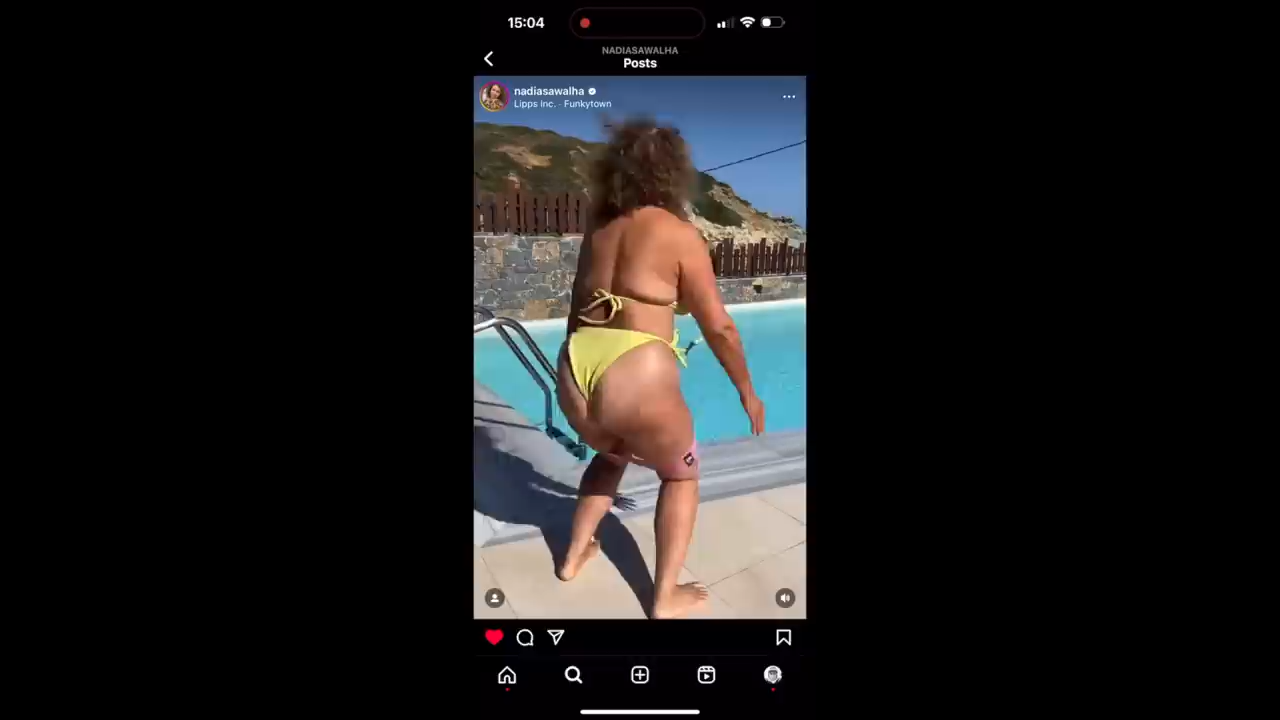 15:04
NADIASAWALHA
Posts
nadiasawalha
Lipps Inc. · Funkytown